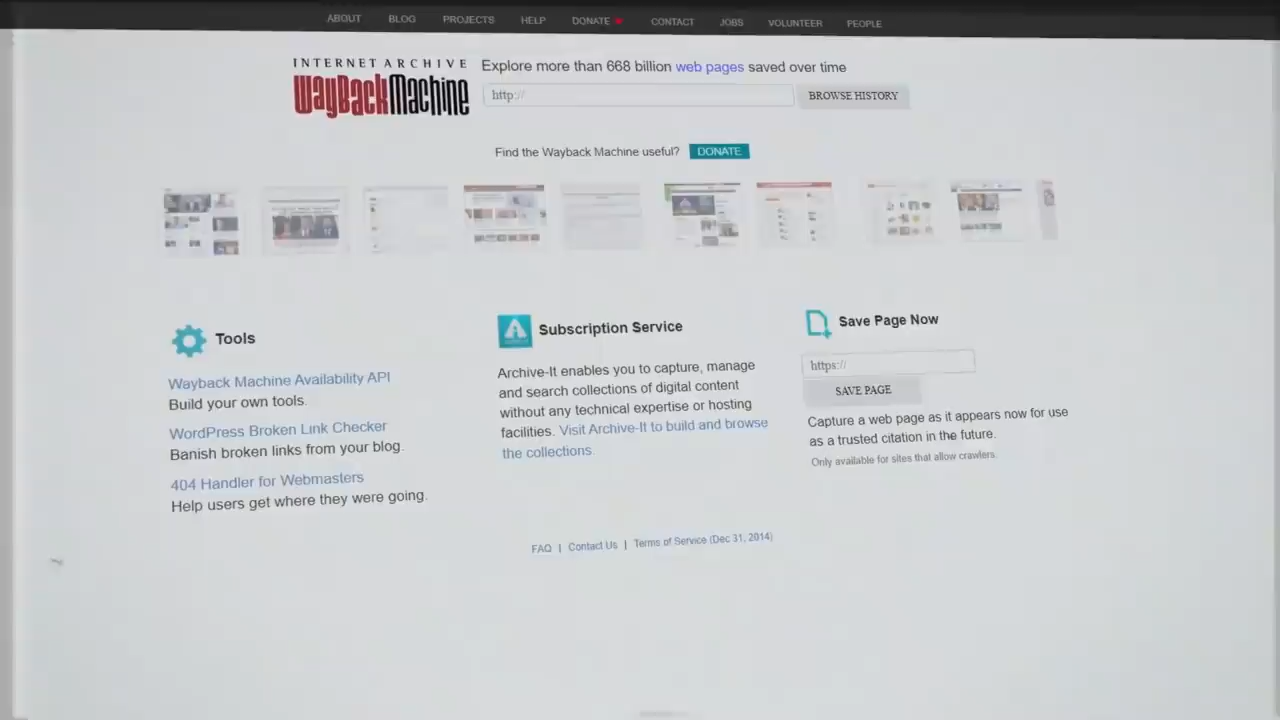 ABOUT BLOG PROJECTS HELP DONATE CONTACT JOBS VOLUNTEER PEOPLE
INTERNET ARCHIVE
WayBackMachine
Explore more than 668 billion web pages saved over time
http://
BROWSE HISTORY
Find the Wayback Machine useful? DONATE
Tools
Wayback Machine Availability API
Build your own tools.
WordPress Broken Link Checker
Banish broken links from your blog.
404 Handler for Webmasters
Help users get where they were going.
Subscription Service
Archive-It enables you to capture, manage
and search collections of digital content
without any technical expertise or hosting
facilities. Visit Archive-It to build and browse
the collections.
Save Page Now
https://
SAVE PAGE
Capture a web page as it appears now for use
as a trusted citation in the future.
Only available for sites that allow crawlers.
FAQ | Contact Us | Terms of Service (Dec 31, 2014)